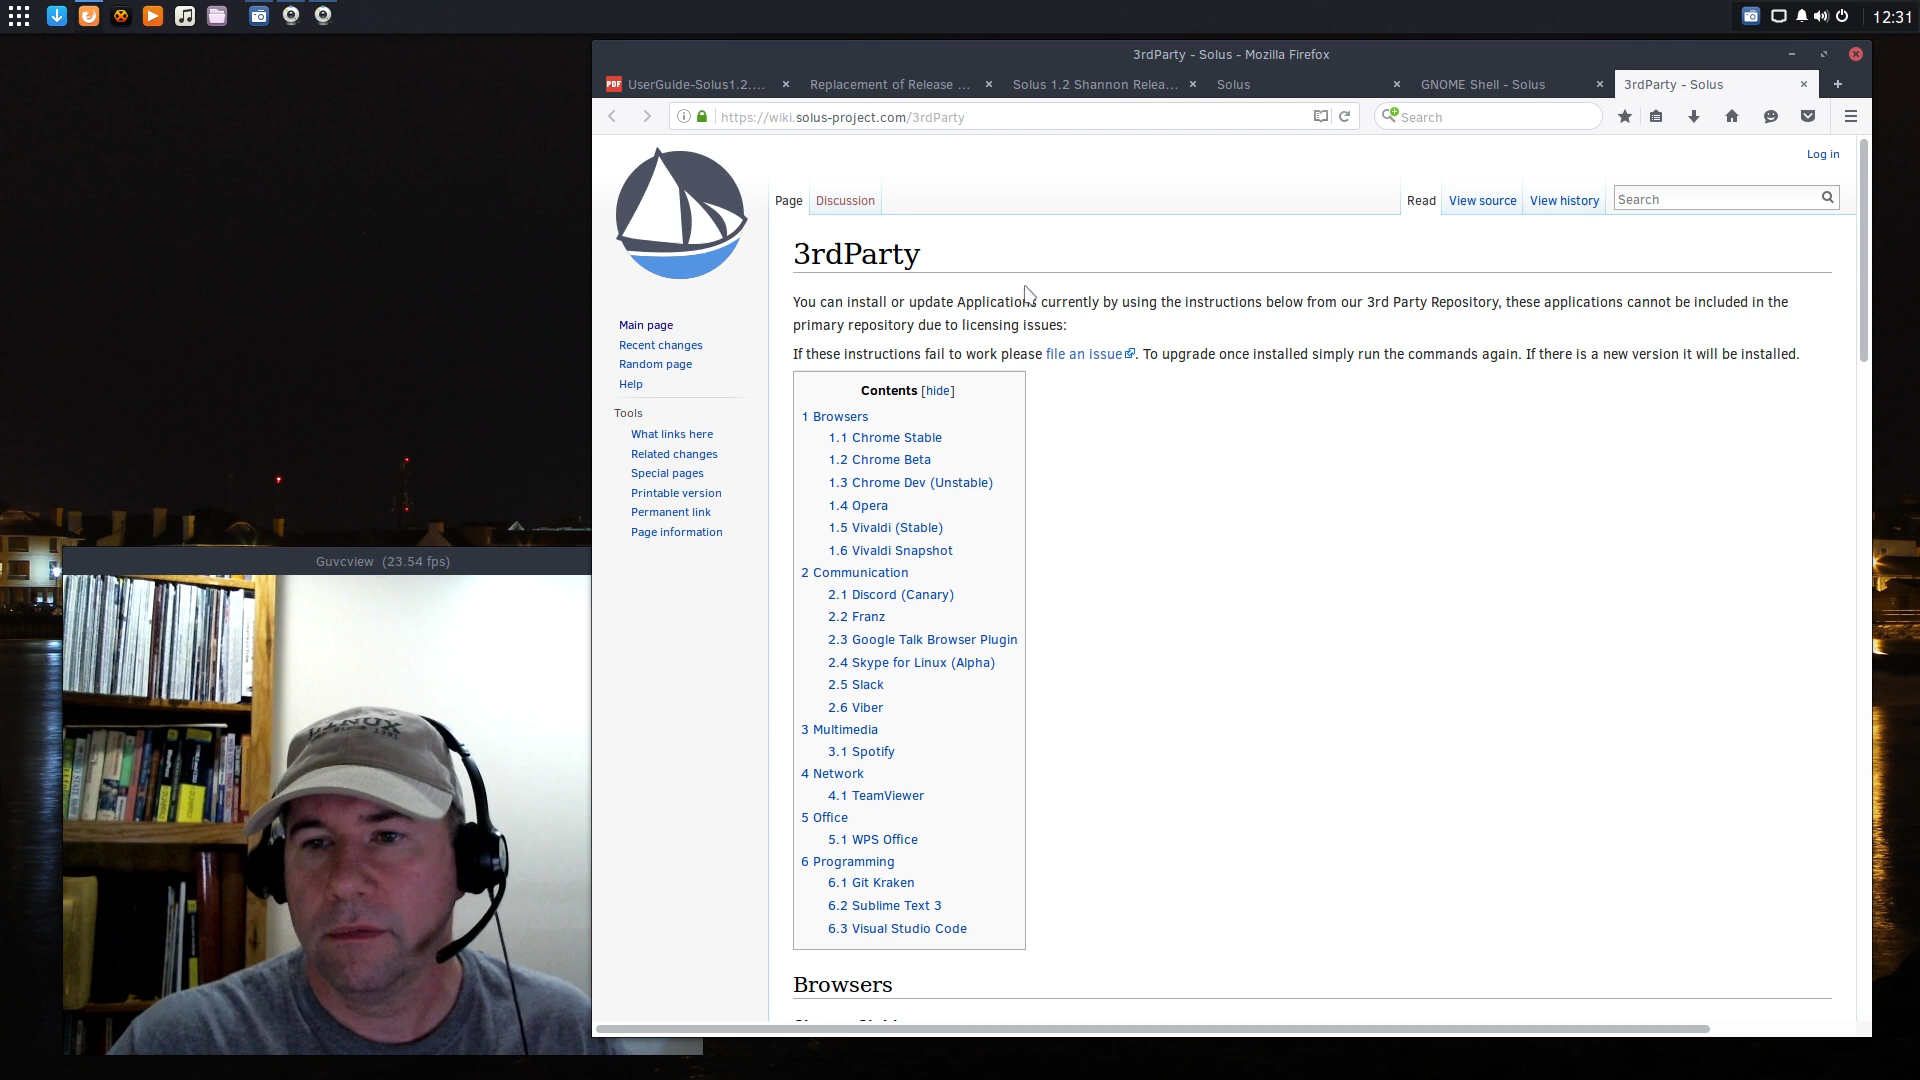 12:31
3rdParty - Solus - Mozilla Firefox
PDF UserGuide-Solus1.2.... Replacement of Release ... Solus 1.2 Shannon Relea... Solus GNOME Shell - Solus 3rdParty - Solus
https://wiki.solus-project.com/3rdParty Search
Log in
Page Discussion Read View source View history Search
3rdParty
You can install or update Applications currently by using the instructions below from our 3rd Party Repository, these applications cannot be included in the
primary repository due to licensing issues:
If these instructions fail to work please file an issue. To upgrade once installed simply run the commands again. If there is a new version it will be installed.
Main page
Recent changes
Random page
Help
Tools
What links here
Related changes
Special pages
Printable version
Permanent link
Page information
Contents [hide]
1 Browsers
1.1 Chrome Stable
1.2 Chrome Beta
1.3 Chrome Dev (Unstable)
1.4 Opera
1.5 Vivaldi (Stable)
1.6 Vivaldi Snapshot
2 Communication
2.1 Discord (Canary)
2.2 Franz
2.3 Google Talk Browser Plugin
2.4 Skype for Linux (Alpha)
2.5 Slack
2.6 Viber
3 Multimedia
3.1 Spotify
4 Network
4.1 TeamViewer
5 Office
5.1 WPS Office
6 Programming
6.1 Git Kraken
6.2 Sublime Text 3
6.3 Visual Studio Code
Browsers
Guvcview (23.54 fps)
LINUX